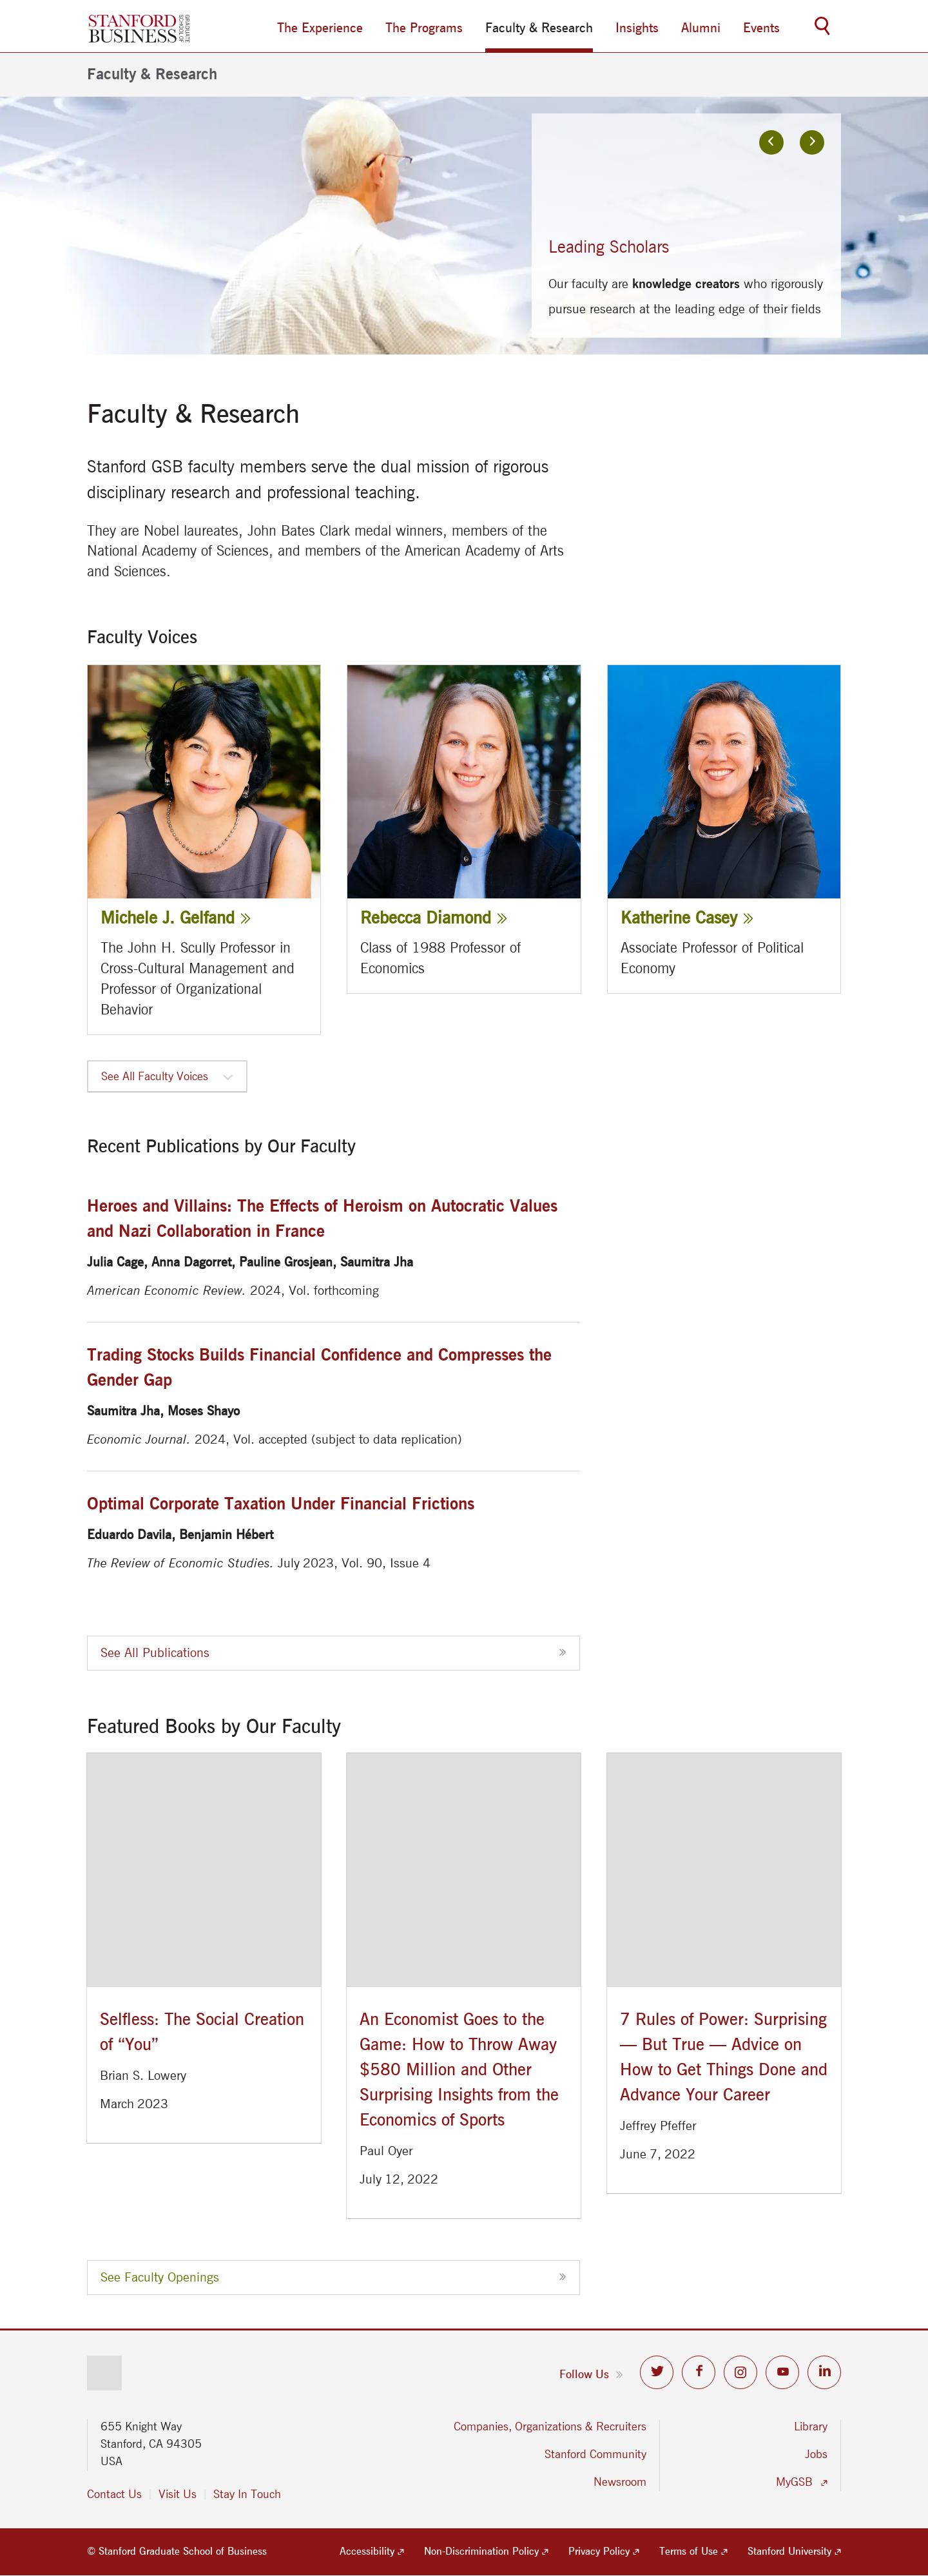 STANFORD
BUSINESS
GRADUATE
SCHOOL OF
The Experience
The Programs
Faculty & Research
Insights
Alumni
Events
Faculty & Research
Leading Scholars
Our faculty are knowledge creators who rigorously
pursue research at the leading edge of their fields
Faculty & Research
Stanford GSB faculty members serve the dual mission of rigorous
disciplinary research and professional teaching.
They are Nobel laureates, John Bates Clark medal winners, members of the
National Academy of Sciences, and members of the American Academy of Arts
and Sciences.
Faculty Voices
Michele J. Gelfand »
The John H. Scully Professor in
Cross-Cultural Management and
Professor of Organizational
Behavior
Rebecca Diamond »
Class of 1988 Professor of
Economics
Katherine Casey »
Associate Professor of Political
Economy
See All Faculty Voices
Recent Publications by Our Faculty
Heroes and Villains: The Effects of Heroism on Autocratic Values
and Nazi Collaboration in France
Julia Cage, Anna Dagorret, Pauline Grosjean, Saumitra Jha
American Economic Review. 2024, Vol. forthcoming
Trading Stocks Builds Financial Confidence and Compresses the
Gender Gap
Saumitra Jha, Moses Shayo
Economic Journal. 2024, Vol. accepted (subject to data replication)
Optimal Corporate Taxation Under Financial Frictions
Eduardo Davila, Benjamin Hébert
The Review of Economic Studies. July 2023, Vol. 90, Issue 4
See All Publications »
Featured Books by Our Faculty
Selfless: The Social Creation
of “You”
Brian S. Lowery
March 2023
An Economist Goes to the
Game: How to Throw Away
$580 Million and Other
Surprising Insights from the
Economics of Sports
Paul Oyer
July 12, 2022
7 Rules of Power: Surprising
— But True — Advice on
How to Get Things Done and
Advance Your Career
Jeffrey Pfeffer
June 7, 2022
See Faculty Openings »
Follow Us »
655 Knight Way
Stanford, CA 94305
USA
Contact Us
Visit Us
Stay In Touch
Companies, Organizations & Recruiters
Stanford Community
Newsroom
Library
Jobs
MyGSB
© Stanford Graduate School of Business
Accessibility
Non-Discrimination Policy
Privacy Policy
Terms of Use
Stanford University